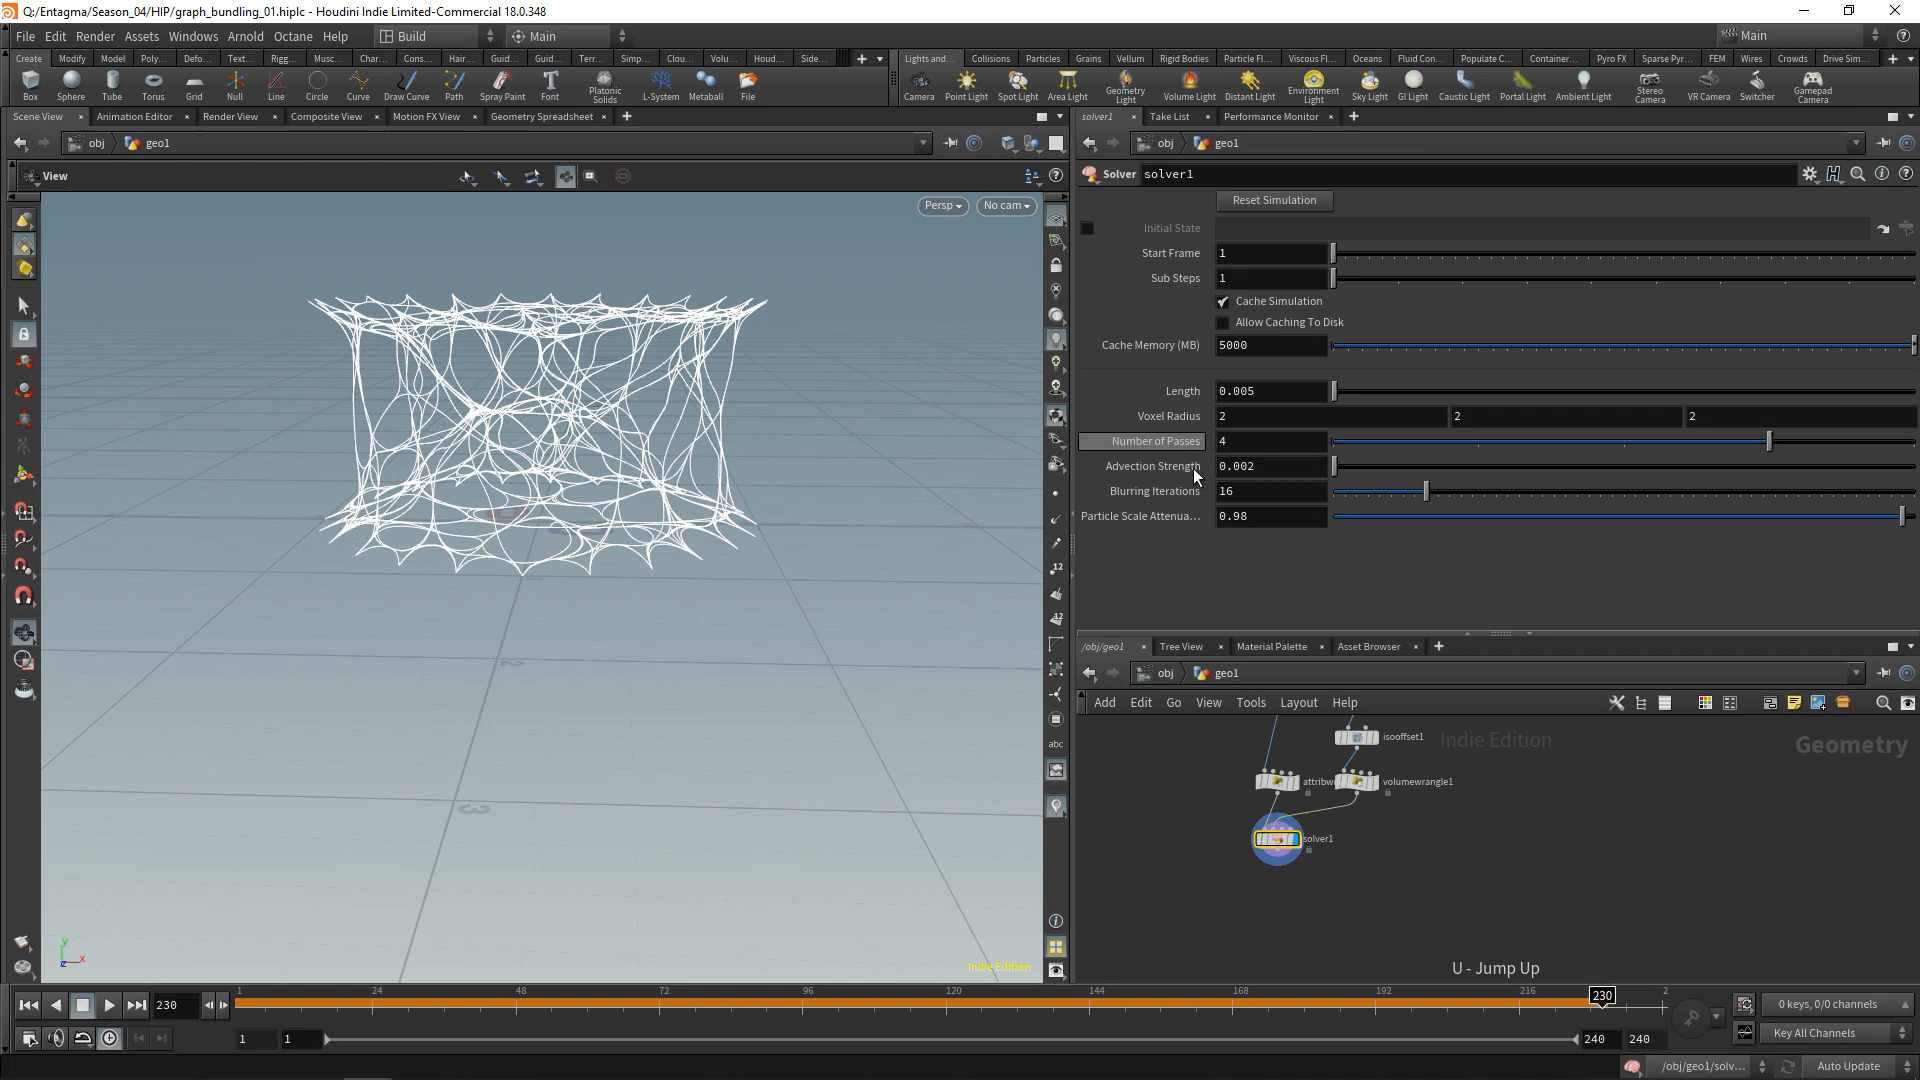 Q:/Entagma/Season_04/HIP/graph_bundling_01.hiplc - Houdini Indie Limited-Commercial 18.0.348
File Edit Render Assets Windows Arnold Octane Help Build Main Main
Create Modify Model Poly... Defo... Text... Rigg... Musc... Char... Cons... Hair... Guid... Guid... Terr... Simp... Clou... Volu... Houd... Side...
Lights and... Collisions Particles Grains Vellum Rigid Bodies Particle Fl... Viscous Fl... Oceans Fluid Con... Populate C... Container... Pyro FX Sparse Pyr... FEM Wires Crowds Drive Sim...
Box Sphere Tube Torus Grid Null Line Circle Curve Draw Curve Path Spray Paint Font Platonic Solids L-System Metaball File
Camera Point Light Spot Light Area Light Geometry Light Volume Light Distant Light Environment Light Sky Light GI Light Caustic Light Portal Light Ambient Light Stereo Camera VR Camera Switcher Gamepad Camera
Scene View Animation Editor Render View Composite View Motion FX View Geometry Spreadsheet
solver1 Take List Performance Monitor
obj geo1
obj geo1
View
Solver solver1
Persp No cam
Reset Simulation
Initial State
Start Frame 1
Sub Steps 1
Cache Simulation
Allow Caching To Disk
Cache Memory (MB) 5000
Length 0.005
Voxel Radius 2 2 2
Number of Passes 4
Advection Strength 0.002
Blurring Iterations 16
Particle Scale Attenua... 0.98
12
12
abc
2
3
y
x
z
Indie Edition
/obj/geo1 Tree View Material Palette Asset Browser
obj geo1
Add Edit Go View Tools Layout Help
isooffset1
Indie Edition
Geometry
attribw
volumewrangle1
solver1
U - Jump Up
230
1 24 48 72 96 120 144 168 192 216 230 2
0 keys, 0/0 channels
1 1 240 240
Key All Channels
/obj/geo1/solv...
Auto Update